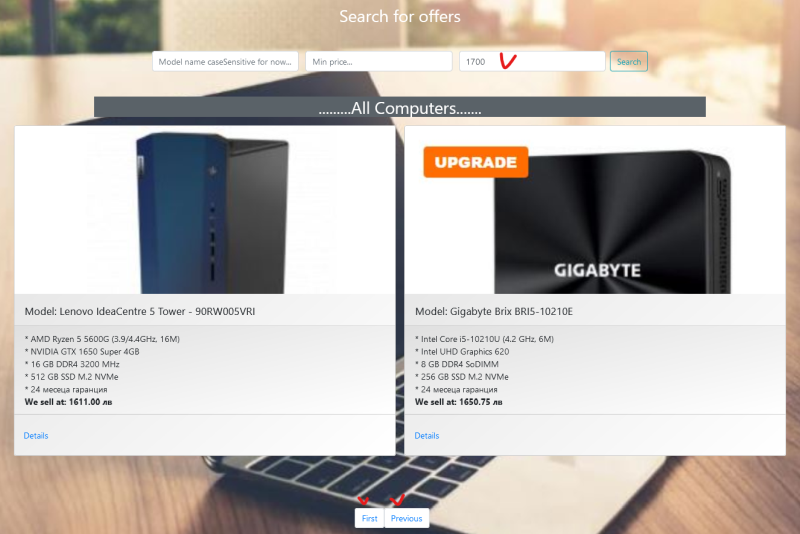 Search for offers
Model name caseSensitive for now...
Min price...
1700
Search
.........All Computers.......
UPGRADE
GIGABYTE
Model: Lenovo IdeaCentre 5 Tower - 90RW005VRI
* AMD Ryzen 5 5600G (3.9/4.4GHz, 16M)
* NVIDIA GTX 1650 Super 4GB
* 16 GB DDR4 3200 MHz
* 512 GB SSD M.2 NVMe
* 24 месеца гаранция
We sell at: 1611.00 лв
Details
Model: Gigabyte Brix BRI5-10210E
* Intel Core i5-10210U (4.2 GHz, 6M)
* Intel UHD Graphics 620
* 8 GB DDR4 SoDIMM
* 256 GB SSD M.2 NVMe
* 24 месеца гаранция
We sell at: 1650.75 лв
Details
First
Previous